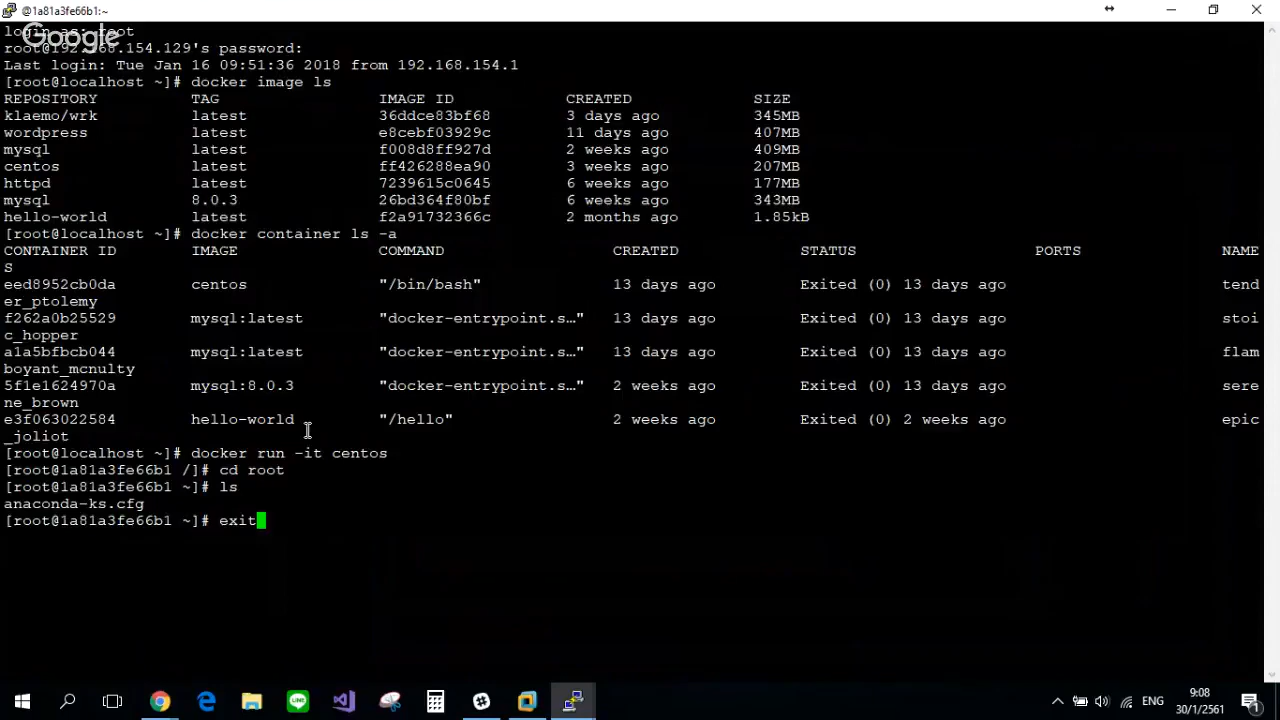 @1a81a3fe66b1:~
login as: root
Google
root@192.168.154.129's password:
Last login: Tue Jan 16 09:51:36 2018 from 192.168.154.1
[root@localhost ~]# docker image ls
REPOSITORY TAG IMAGE ID CREATED SIZE
klaemo/wrk latest 36ddce83bf68 3 days ago 345MB
wordpress latest e8cebf03929c 11 days ago 407MB
mysql latest f008d8ff927d 2 weeks ago 409MB
centos latest ff426288ea90 3 weeks ago 207MB
httpd latest 7239615c0645 6 weeks ago 177MB
mysql 8.0.3 26bd364f80bf 6 weeks ago 343MB
hello-world latest f2a91732366c 2 months ago 1.85kB
[root@localhost ~]# docker container ls -a
CONTAINER ID IMAGE COMMAND CREATED STATUS PORTS NAME
S
eed8952cb0da centos "/bin/bash" 13 days ago Exited (0) 13 days ago tend
er_ptolemy
f262a0b25529 mysql:latest "docker-entrypoint.s…" 13 days ago Exited (0) 13 days ago stoi
c_hopper
a1a5bfbcb044 mysql:latest "docker-entrypoint.s…" 13 days ago Exited (0) 13 days ago flam
boyant_mcnulty
5f1e1624970a mysql:8.0.3 "docker-entrypoint.s…" 2 weeks ago Exited (0) 13 days ago sere
ne_brown
e3f063022584 hello-world "/hello" 2 weeks ago Exited (0) 2 weeks ago epic
_joliot
[root@localhost ~]# docker run -it centos
[root@1a81a3fe66b1 /]# cd root
[root@1a81a3fe66b1 ~]# ls
anaconda-ks.cfg
[root@1a81a3fe66b1 ~]# exit
ENG
9:08
30/1/2561
1